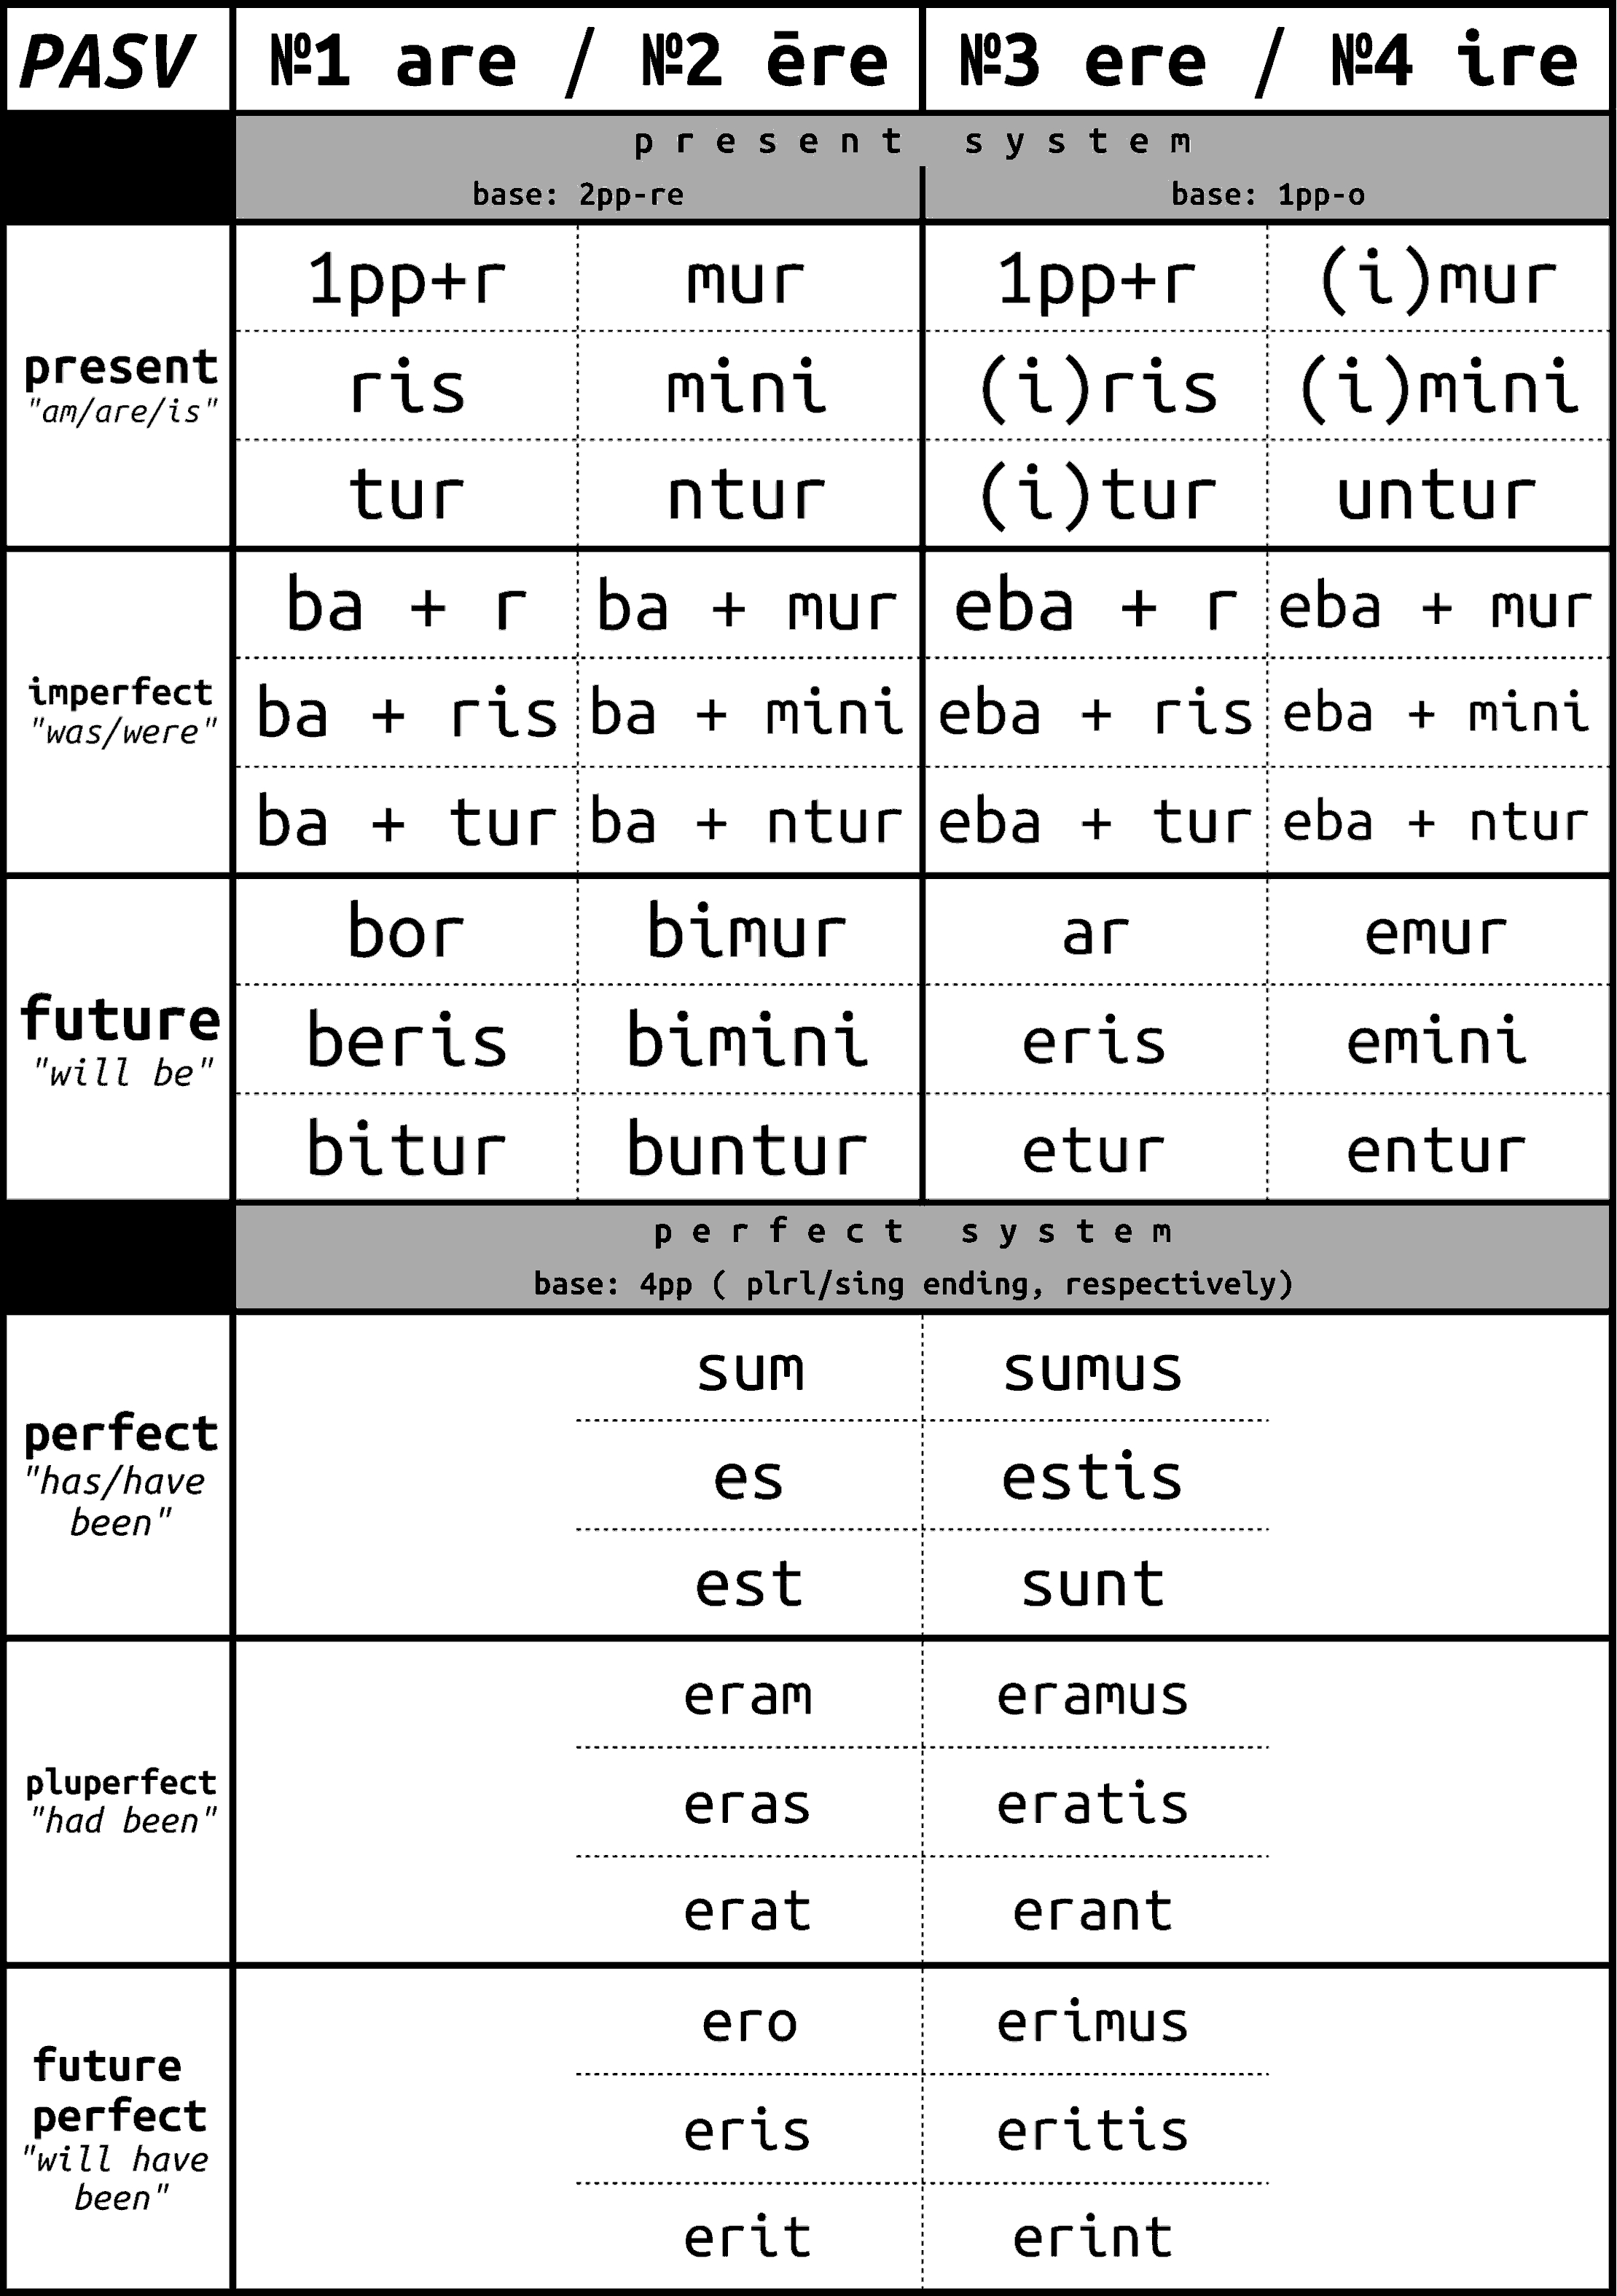 PASV №1 are / №2 ēre №3 ere / №4 ire
present system
base: 2pp-re base: 1pp-o
present
"am/are/is"
1pp+r mur 1pp+r (i)mur
ris mini (i)ris (i)mini
tur ntur (i)tur untur
imperfect
"was/were"
ba + r ba + mur eba + r eba + mur
ba + ris ba + mini eba + ris eba + mini
ba + tur ba + ntur eba + tur eba + ntur
future
"will be"
bor bimur ar emur
beris bimini eris emini
bitur buntur etur entur
perfect system
base: 4pp ( plrl/sing ending, respectively)
perfect
"has/have
been"
sum sumus
es estis
est sunt
pluperfect
"had been"
eram eramus
eras eratis
erat erant
future
perfect
"will have
been"
ero erimus
eris eritis
erit erint